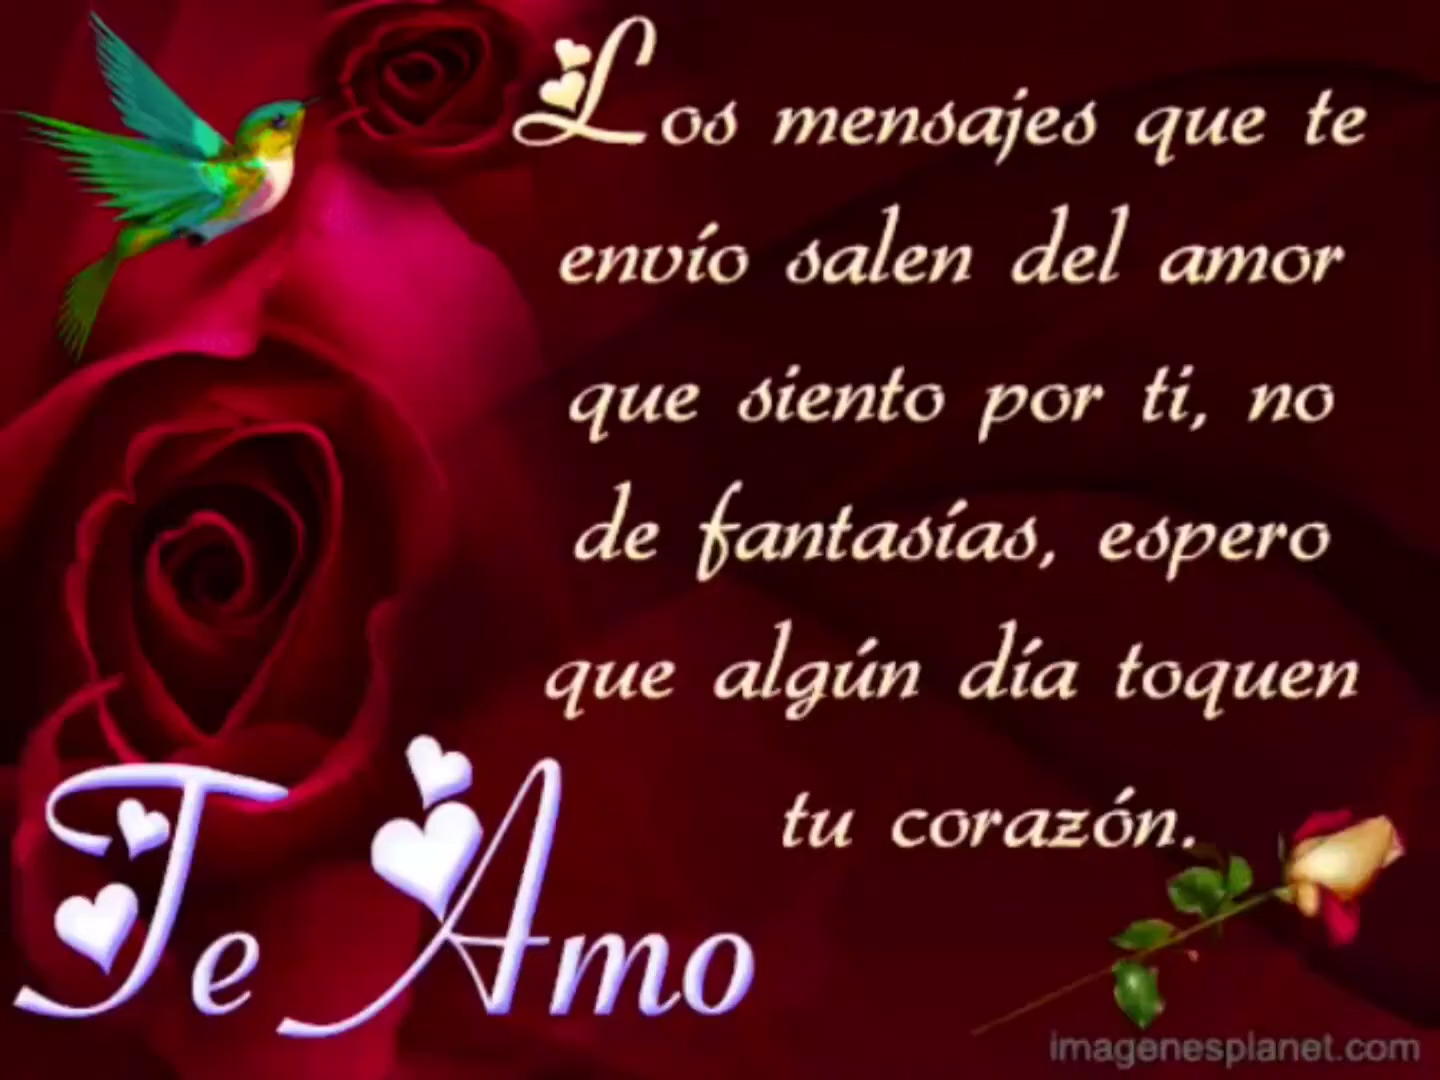 Los mensajes que te
envío salen del amor
que siento por ti, no
de fantasías, espero
que algún día toquen
tu corazón.
Te Amo
imagenesplanet.com